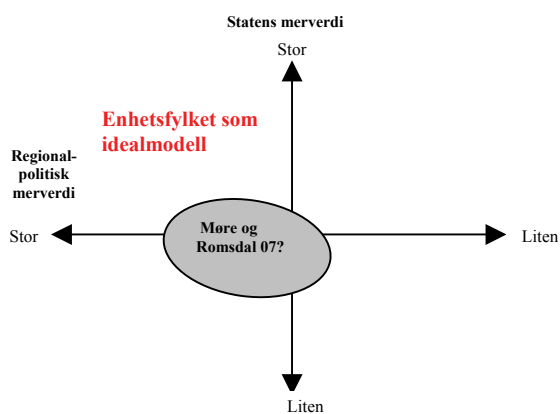 Statens merverdi
Stor
Enhetsfylket som
idealmodell
Regional-
politisk
merverdi
Stor
Møre og
Romsdal 07?
Liten
Liten